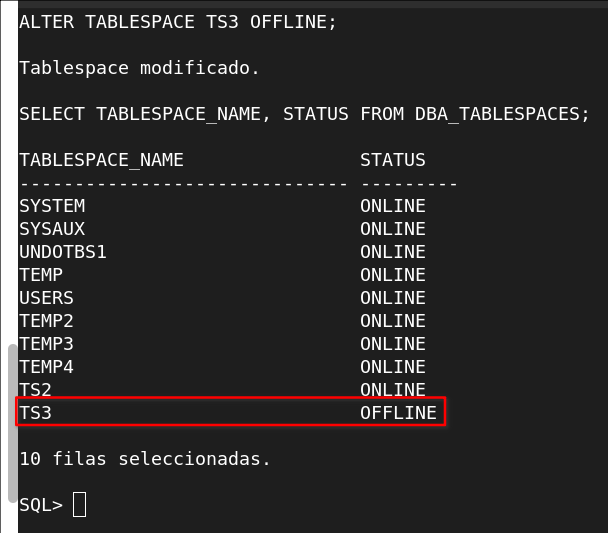 ALTER TABLESPACE TS3 OFFLINE;
Tablespace modificado.
SELECT TABLESPACE_NAME, STATUS FROM DBA_TABLESPACES;
TABLESPACE_NAME                STATUS
------------------------------ ---------
SYSTEM                         ONLINE
SYSAUX                         ONLINE
UNDOTBS1                       ONLINE
TEMP                           ONLINE
USERS                          ONLINE
TEMP2                          ONLINE
TEMP3                          ONLINE
TEMP4                          ONLINE
TS2                            ONLINE
TS3                            OFFLINE
10 filas seleccionadas.
SQL>